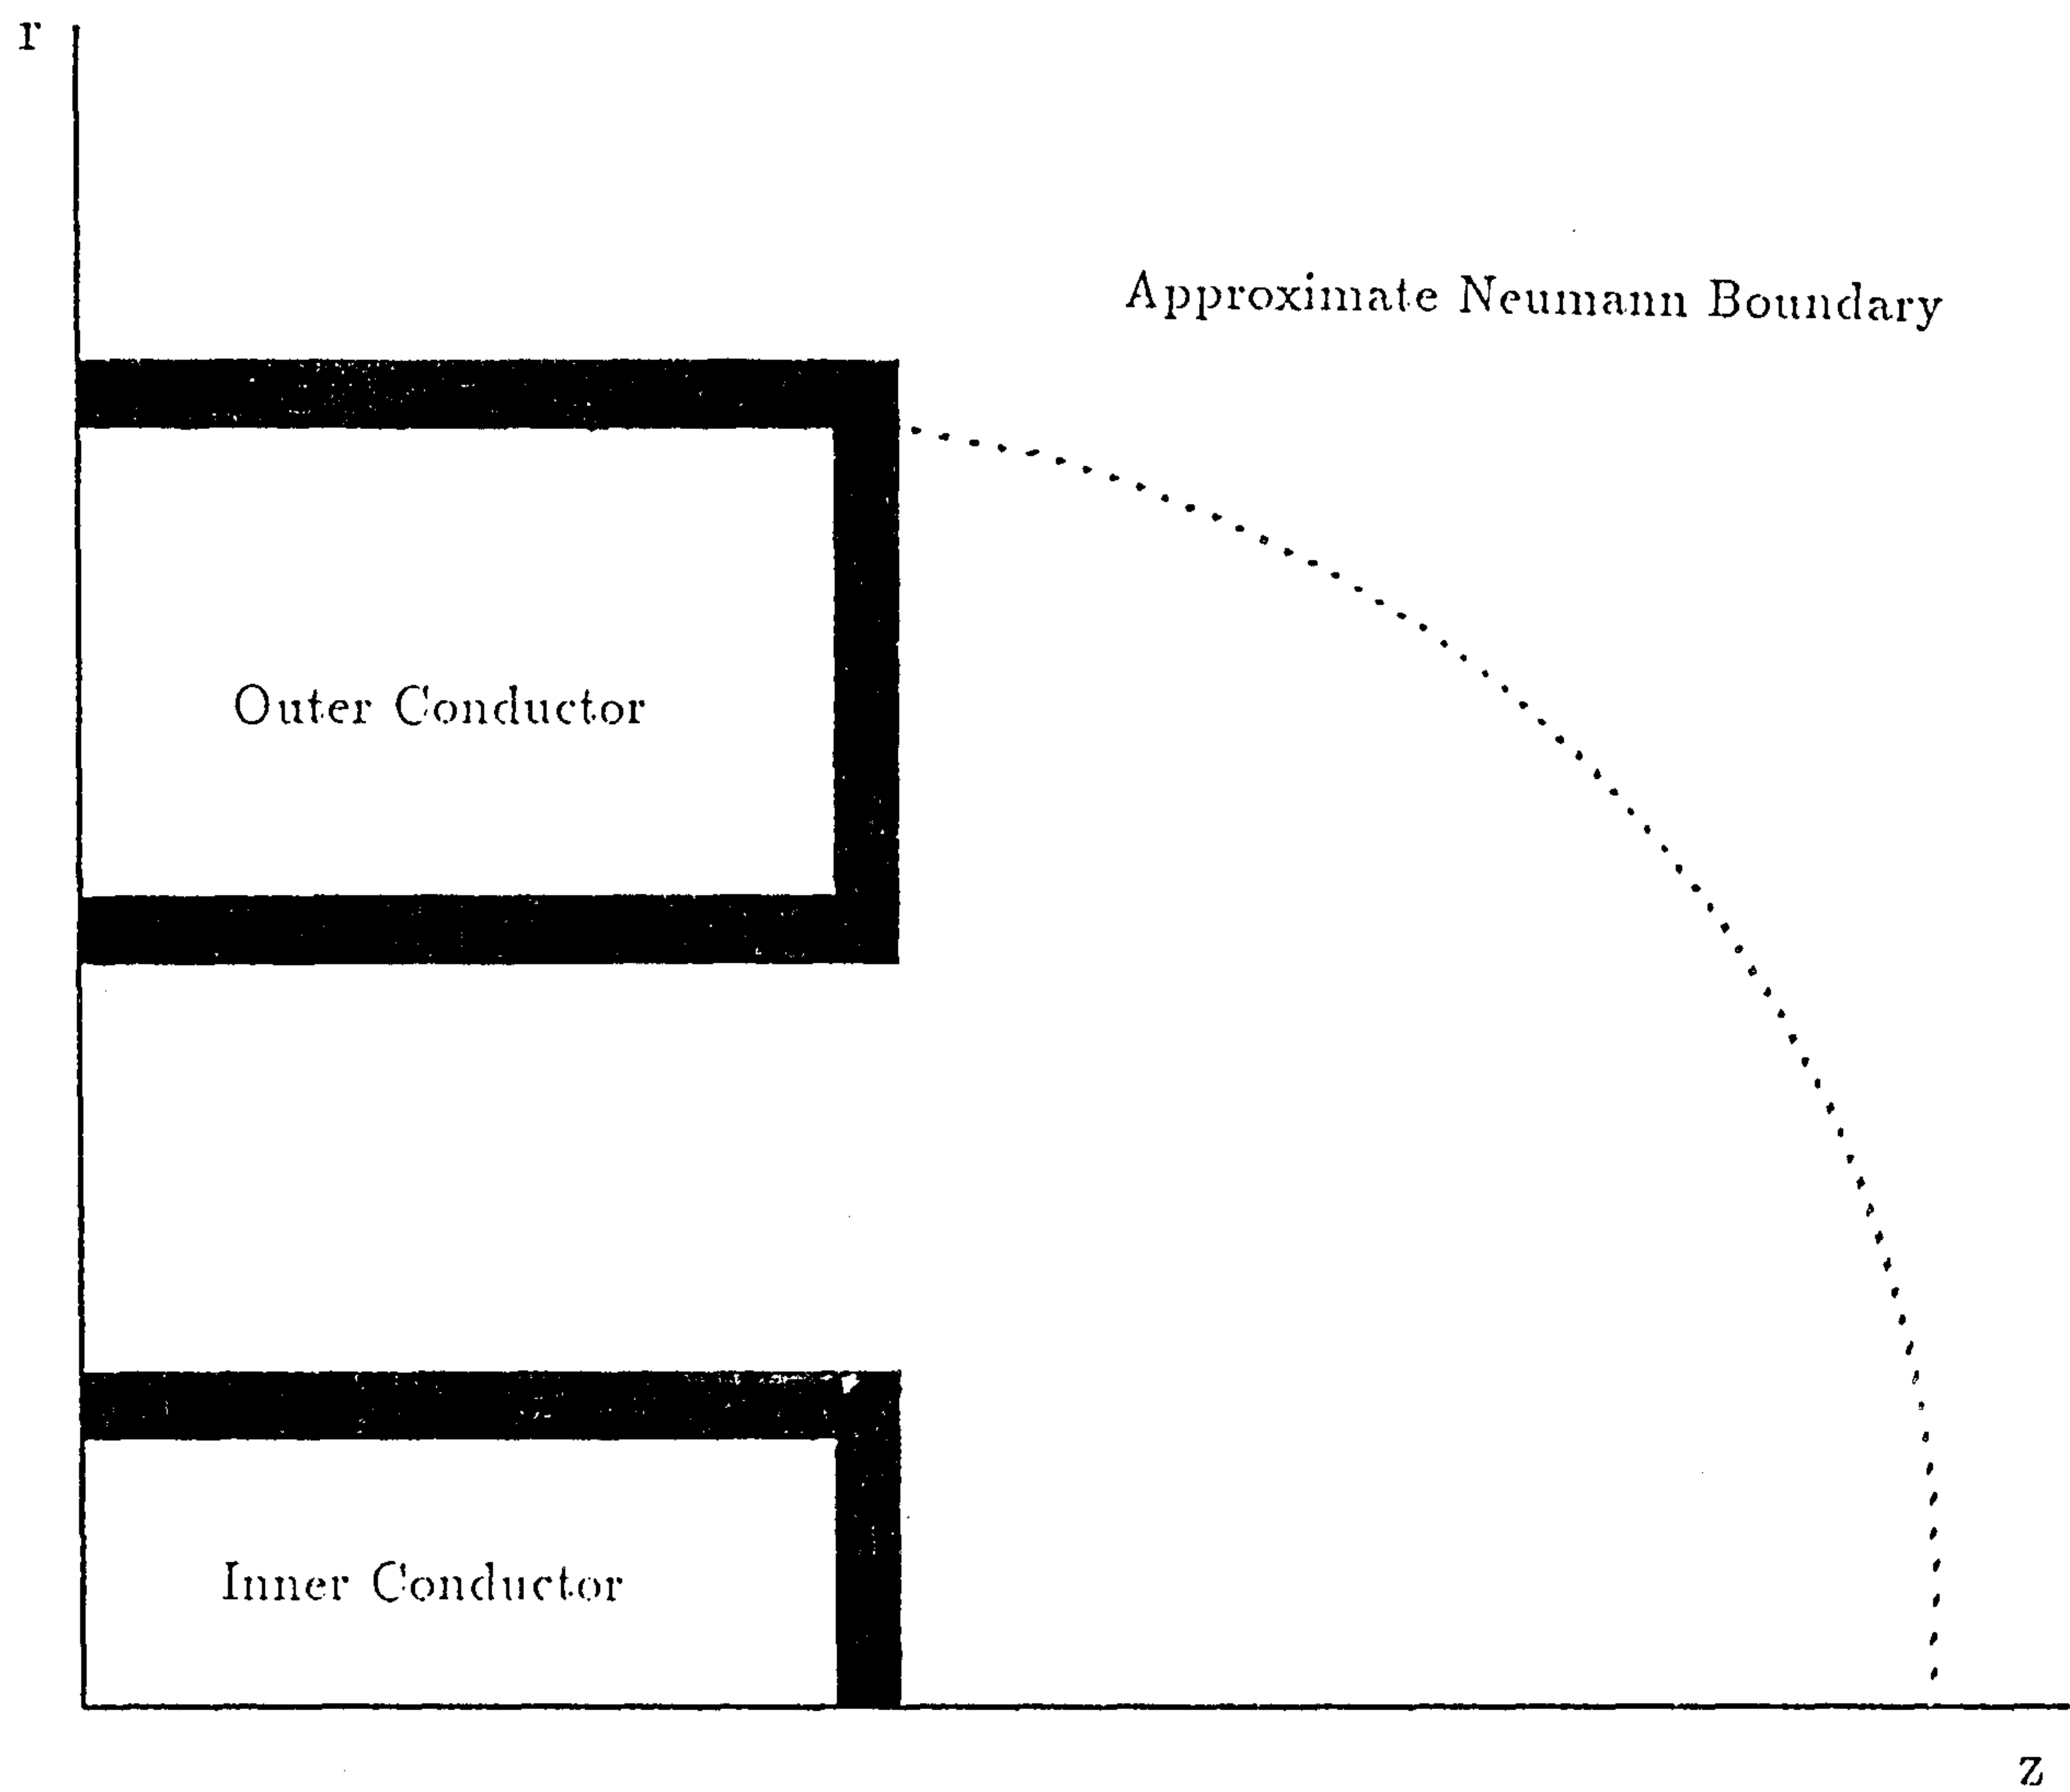 r
Approximate Neumann Boundary
Outer Conductor
Inner Conductor
z